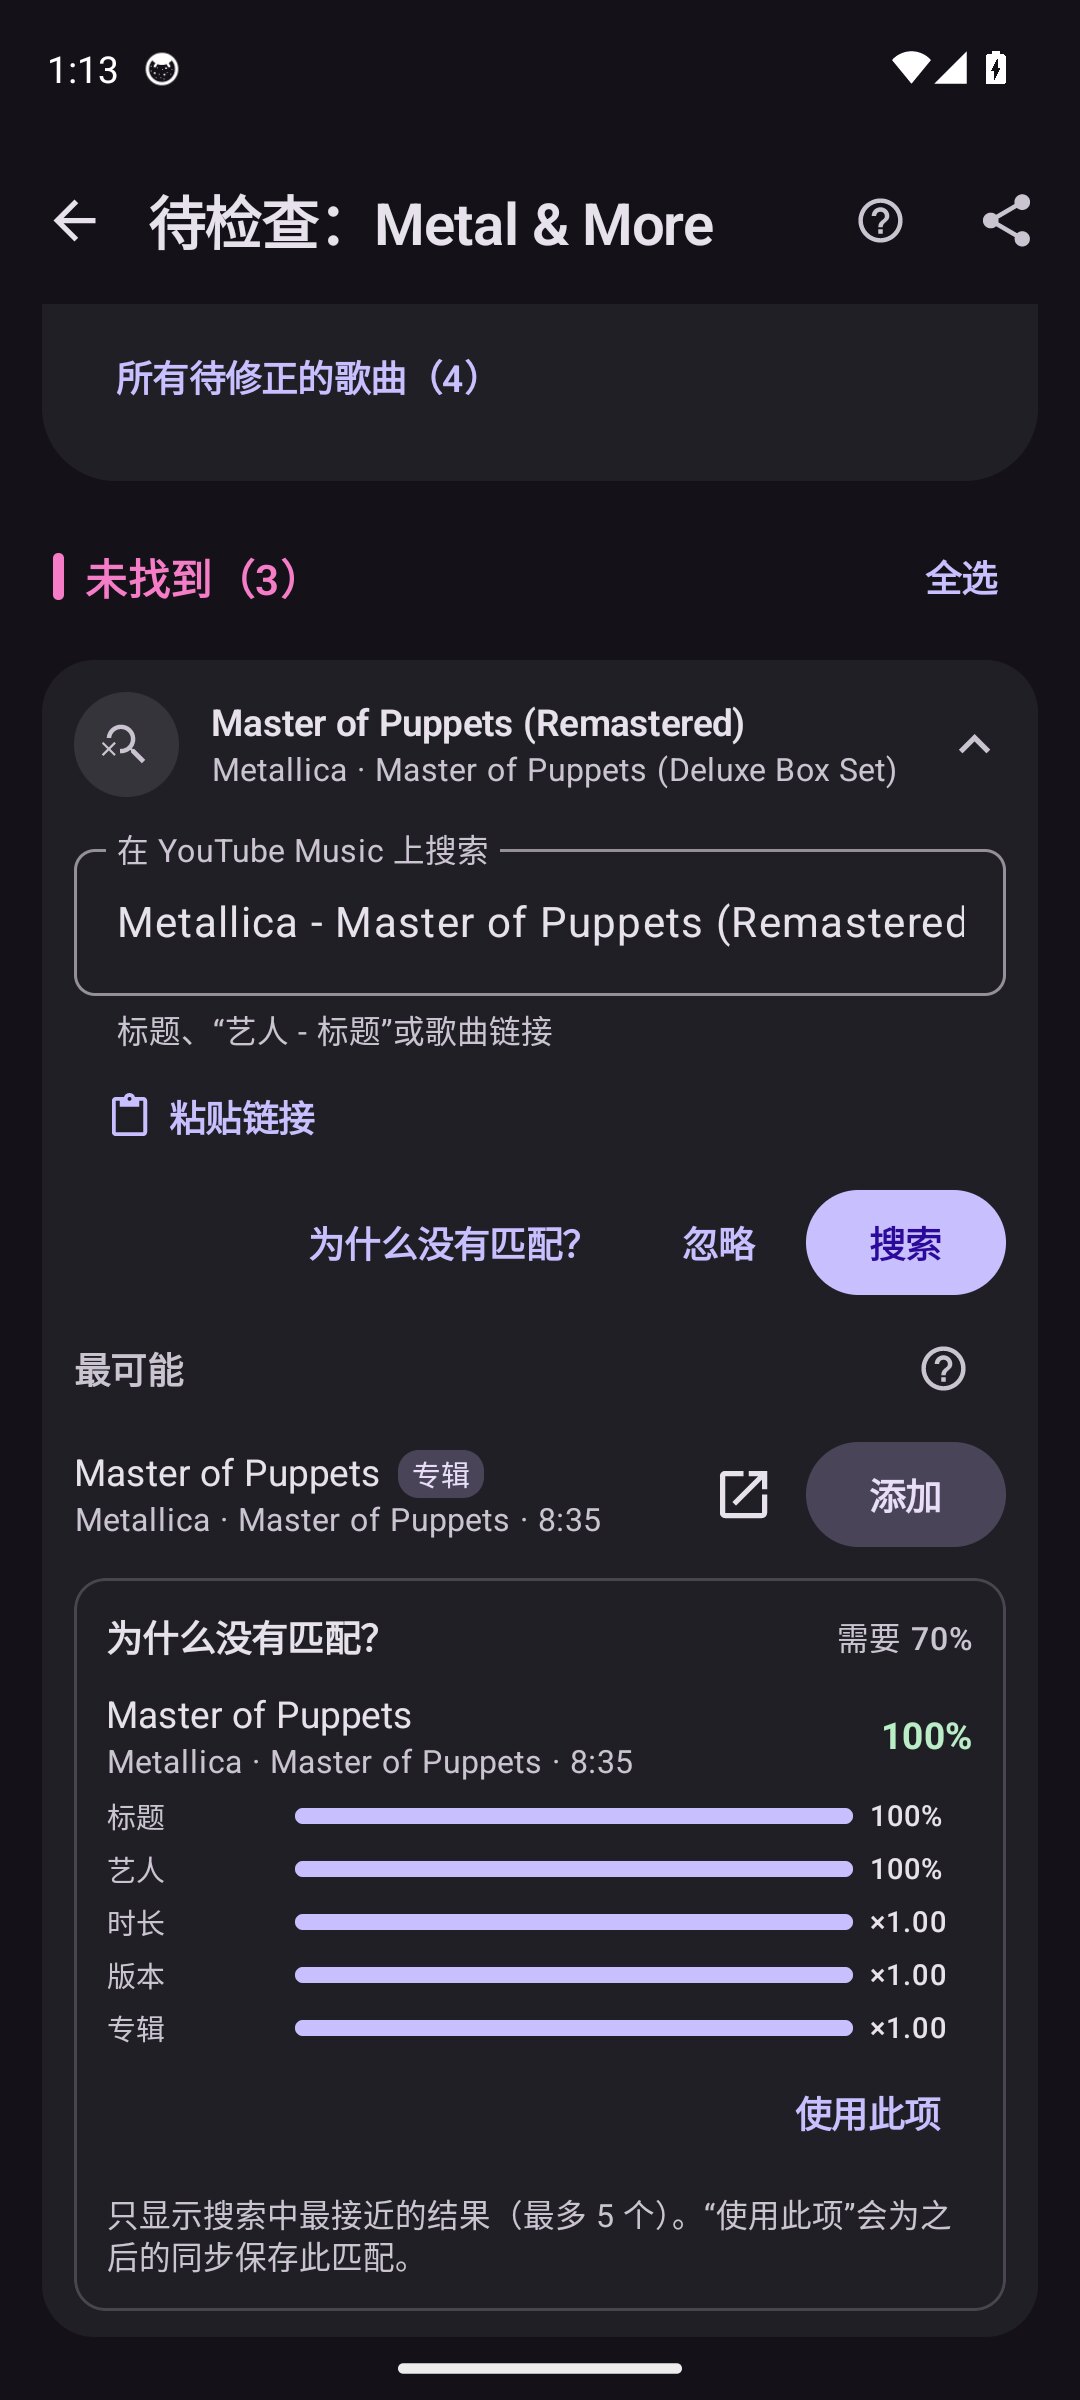 1:13
待检查：Metal & More
所有待修正的歌曲（4）
未找到（3）
全选
Master of Puppets (Remastered)
Metallica · Master of Puppets (Deluxe Box Set)
在 YouTube Music 上搜索
Metallica - Master of Puppets (Remastered
标题、“艺人 - 标题”或歌曲链接
粘贴链接
为什么没有匹配？
忽略
搜索
最可能
Master of Puppets 专辑
Metallica · Master of Puppets · 8:35
添加
为什么没有匹配？
需要 70%
Master of Puppets
Metallica · Master of Puppets · 8:35
100%
标题 100%
艺人 100%
时长 ×1.00
版本 ×1.00
专辑 ×1.00
使用此项
只显示搜索中最接近的结果（最多 5 个）。“使用此项”会为之
后的同步保存此匹配。